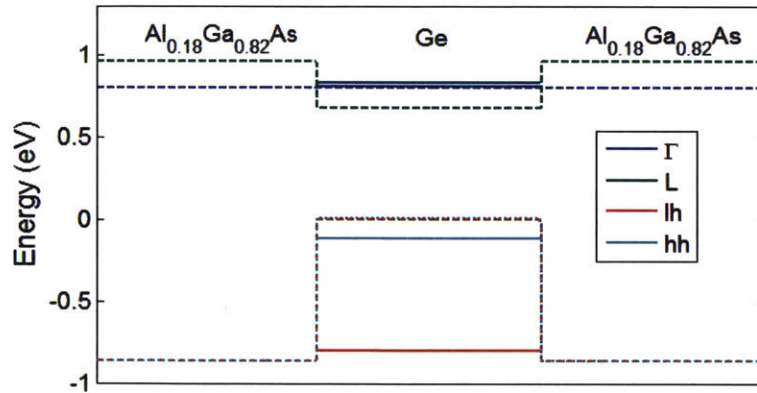 Al0.18Ga0.82As
Ge
Al0.18Ga0.82As
1
0.5
0
-0.5
-1
Energy (eV)
Γ
L
lh
hh